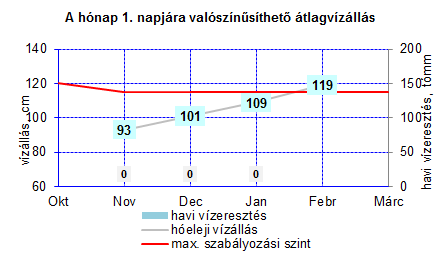 A hónap 1. napjára valószínűsíthető átlagvízállás
vízállás, cm
140
120
100
80
60
93
101
109
119
0
0
0
200
150
100
50
0
havi vízeresztés, tömm
Okt
Nov
Dec
Jan
Febr
Márc
havi vízeresztés
hóeleji vízállás
max. szabályozási szint